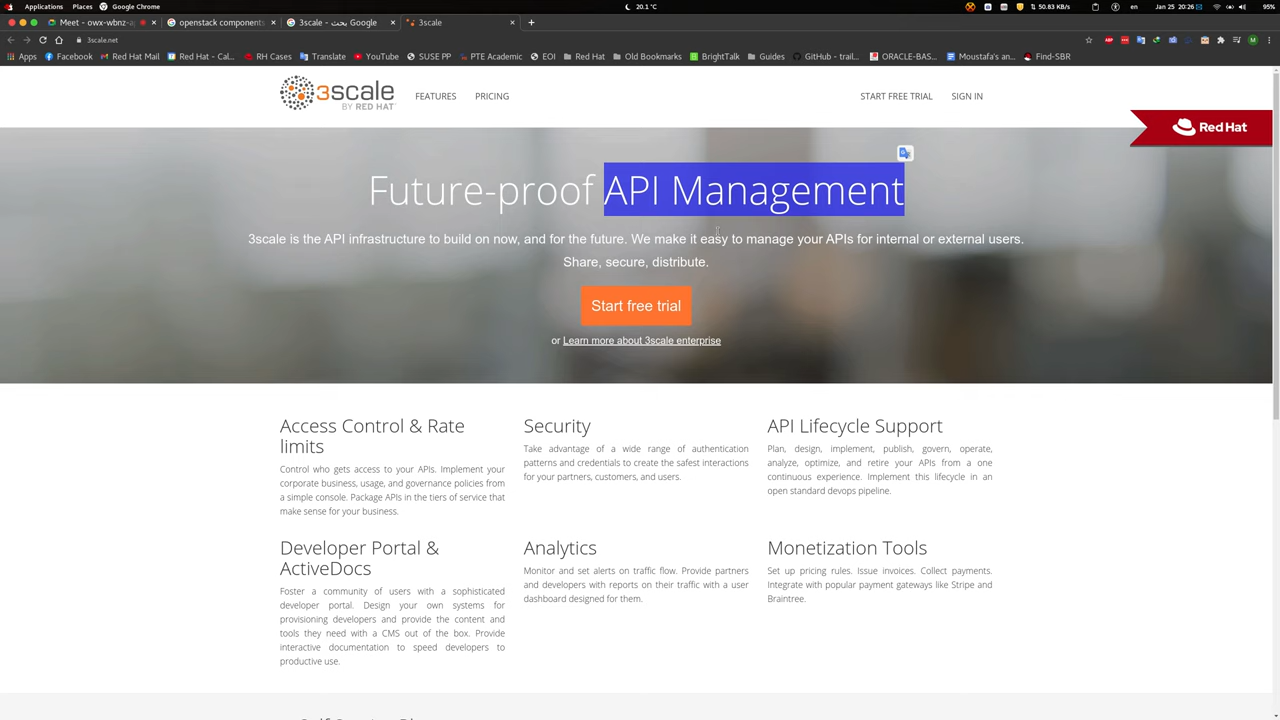 Applications Places Google Chrome 20.1 °C 50.83 KB/s en Jan 25 20:26 95%
Meet - owx-wbnz-a openstack components 3scale - بحث Google 3scale
3scale.net
Apps Facebook Red Hat Mail Red Hat - Cal... RH Cases Translate YouTube SUSE PP PTE Academic EOI Red Hat Old Bookmarks BrightTalk Guides GitHub - trail... ORACLE-BAS... Moustafa's an... Find-SBR
3scale
BY RED HAT
FEATURES PRICING START FREE TRIAL SIGN IN
Red Hat
Future-proof API Management
3scale is the API infrastructure to build on now, and for the future. We make it easy to manage your APIs for internal or external users.
Share, secure, distribute.
Start free trial
or Learn more about 3scale enterprise
Access Control & Rate
limits
Control who gets access to your APIs. Implement your
corporate business, usage, and governance policies from
a simple console. Package APIs in the tiers of service that
make sense for your business.
Security
Take advantage of a wide range of authentication
patterns and credentials to create the safest interactions
for your partners, customers, and users.
API Lifecycle Support
Plan, design, implement, publish, govern, operate,
analyze, optimize, and retire your APIs from a one
continuous experience. Implement this lifecycle in an
open standard devops pipeline.
Developer Portal &
ActiveDocs
Foster a community of users with a sophisticated
developer portal. Design your own systems for
provisioning developers and provide the content and
tools they need with a CMS out of the box. Provide
interactive documentation to speed developers to
productive use.
Analytics
Monitor and set alerts on traffic flow. Provide partners
and developers with reports on their traffic with a user
dashboard designed for them.
Monetization Tools
Set up pricing rules. Issue invoices. Collect payments.
Integrate with popular payment gateways like Stripe and
Braintree.